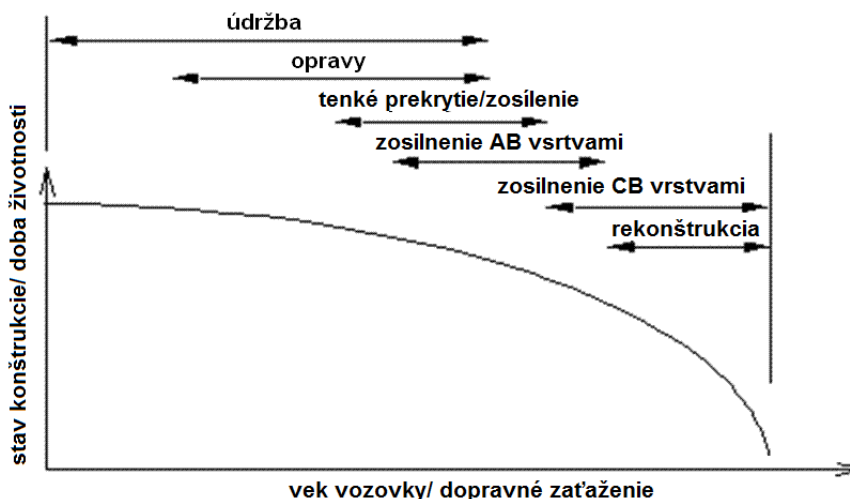 údržba
opravy
tenké prekrytie/zosílenie
zosilnenie AB vsrtvami
zosilnenie CB vrstvami
rekonštrukcia
stav konštrukcie/ doba životnosti
vek vozovky/ dopravné zaťaženie